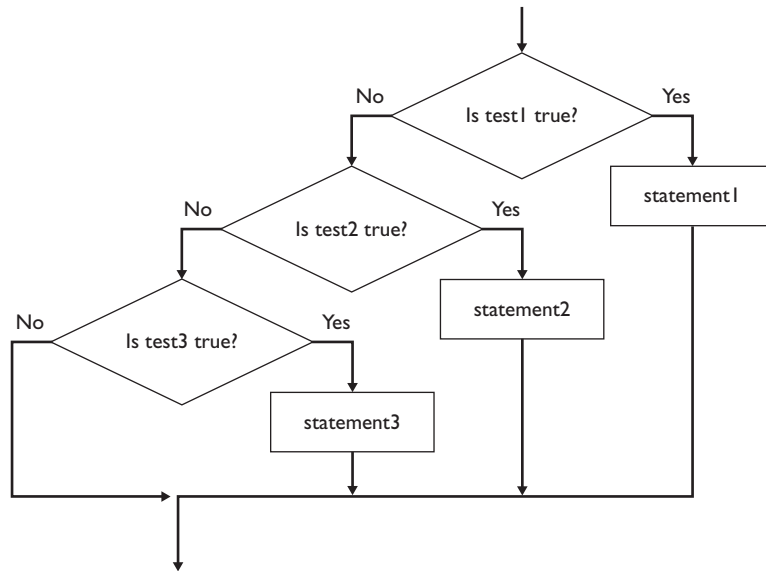 No
Yes
Is test1 true?
statement1
No
Yes
Is test2 true?
statement2
No
Yes
Is test3 true?
statement3